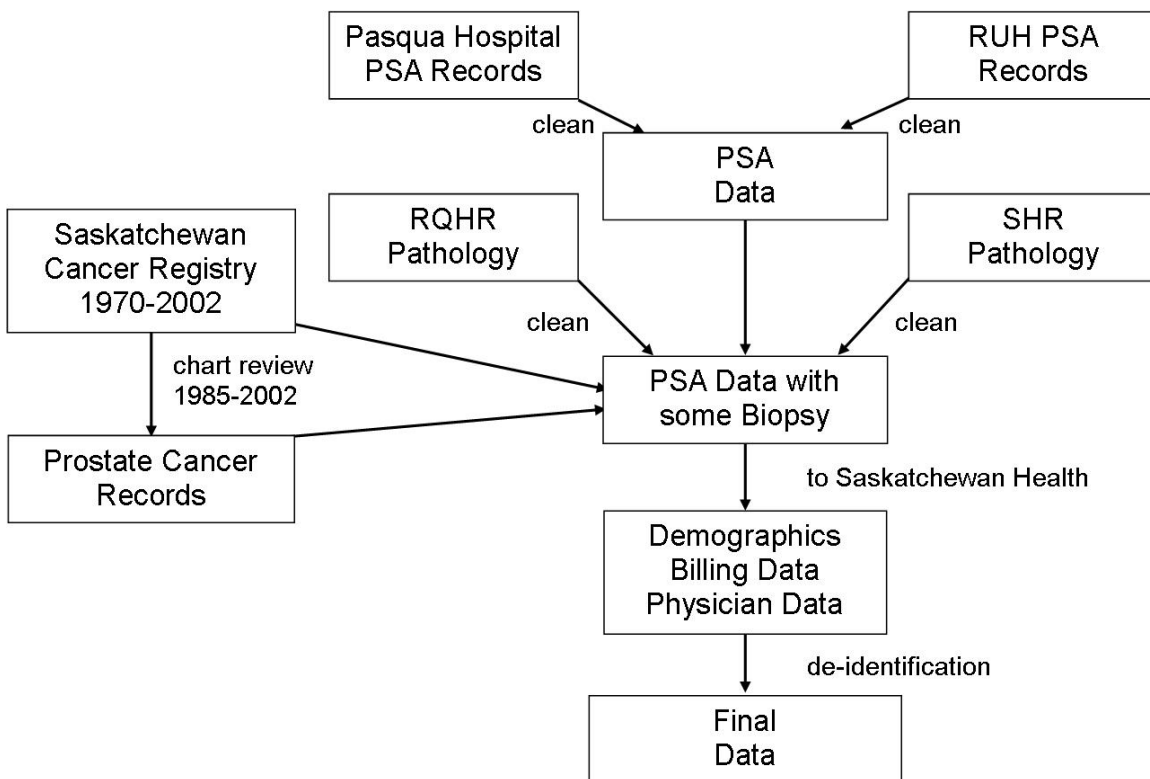 Pasqua Hospital
PSA Records
RUH PSA
Records
clean
clean
PSA
Data
RQHR
Pathology
SHR
Pathology
Saskatchewan
Cancer Registry
1970-2002
clean
clean
chart review
1985-2002
PSA Data with
some Biopsy
Prostate Cancer
Records
to Saskatchewan Health
Demographics
Billing Data
Physician Data
de-identification
Final
Data